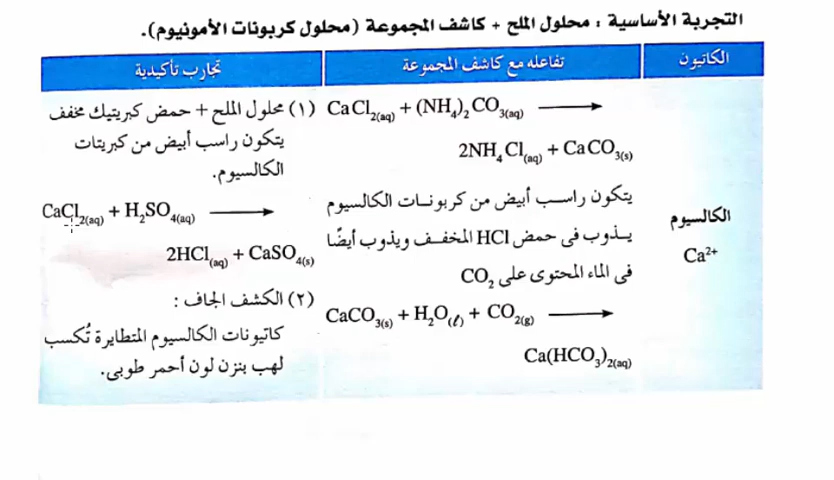 التجربة الأساسية : محلول الملح + كاشف المجموعة (محلول كربونات الأمونيوم).
الكاتيون
تفاعله مع كاشف المجموعة
تجارب تأكيدية
الكالسيوم
Ca²⁺
CaCl₂(aq) + (NH₄)₂CO₃(aq) ⟶
2NH₄Cl(aq) + CaCO₃(s)
يتكون راسب أبيض من كربونات الكالسيوم
يذوب فى حمض HCl المخفف ويذوب أيضًا
فى الماء المحتوى على CO₂
CaCO₃(s) + H₂O(ℓ) + CO₂(g) ⟶
Ca(HCO₃)₂(aq)
(١) محلول الملح + حمض كبريتيك مخفف
يتكون راسب أبيض من كبريتات
الكالسيوم.
CaCl₂(aq) + H₂SO₄(aq) ⟶
2HCl(aq) + CaSO₄(s)
(٢) الكشف الجاف :
كاتيونات الكالسيوم المتطايرة تُكسب
لهب بنزن لون أحمر طوبى.